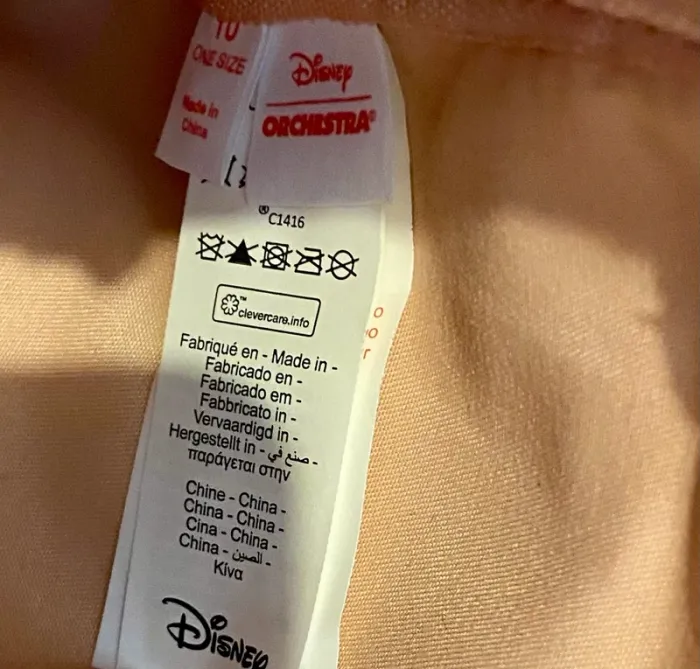 TU
ONE SIZE
Made in
China
Disney
ORCHESTRA®
® C1416
™
clevercare.info
Fabriqué en - Made in -
Fabricado en -
Fabricado em -
Fabbricato in -
Vervaardigd in -
Hergestellt in - صنع في -
παράγεται στην
Chine - China -
China - China -
Cina - China -
China - الصين -
Κίνα
Disney